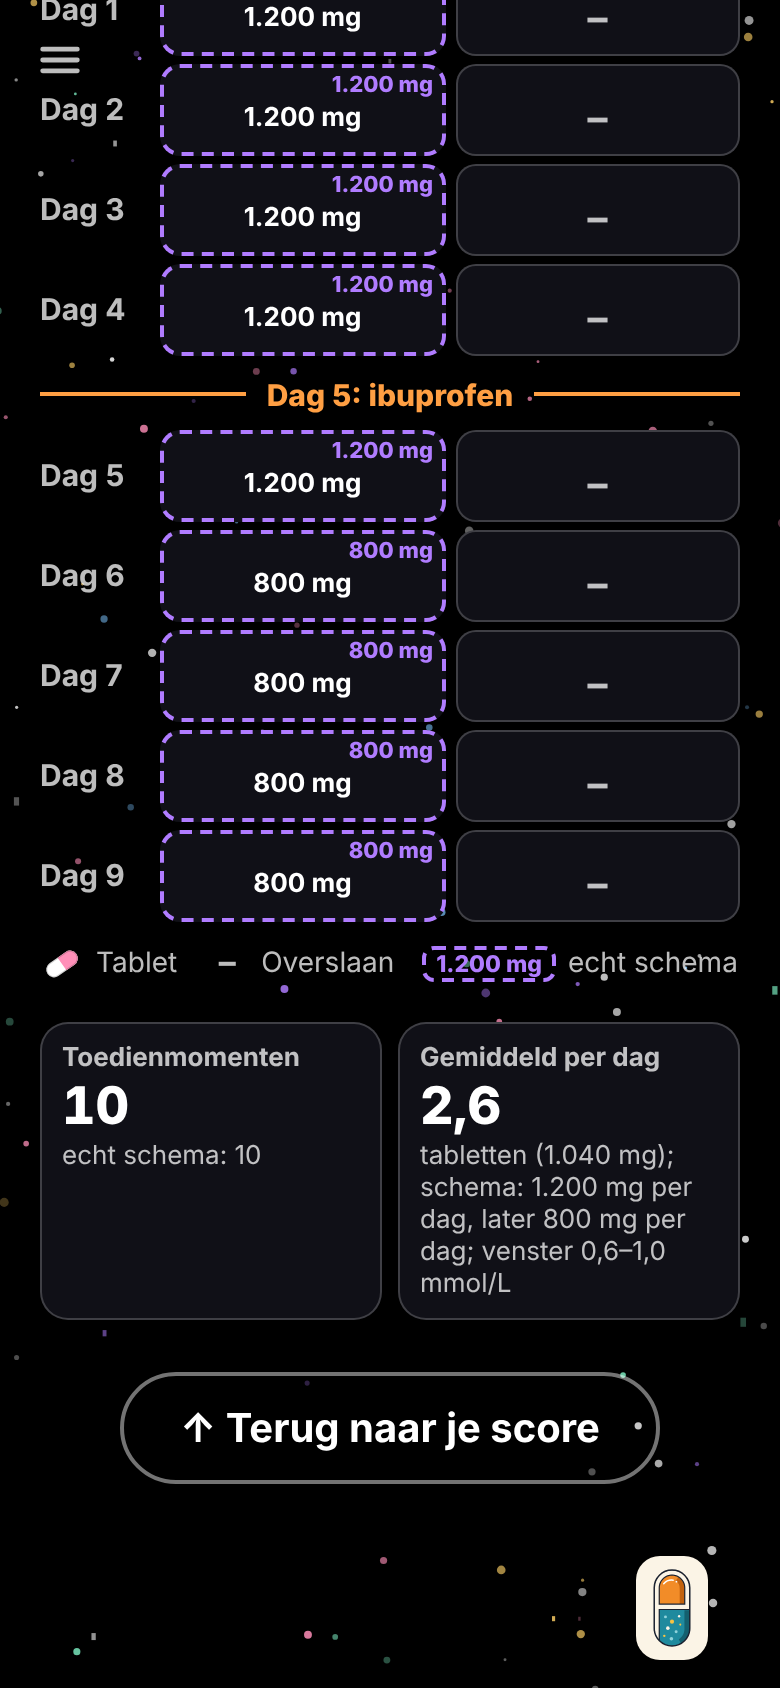 Dag 1
1.200 mg
–
1.200 mg
Dag 2
1.200 mg
–
1.200 mg
Dag 3
1.200 mg
–
1.200 mg
Dag 4
1.200 mg
–
Dag 5: ibuprofen
1.200 mg
Dag 5
1.200 mg
–
800 mg
Dag 6
800 mg
–
800 mg
Dag 7
800 mg
–
800 mg
Dag 8
800 mg
–
800 mg
Dag 9
800 mg
–
Tablet – Overslaan 1.200 mg echt schema
Toedienmomenten
10
echt schema: 10
Gemiddeld per dag
2,6
tabletten (1.040 mg);
schema: 1.200 mg per
dag, later 800 mg per
dag; venster 0,6–1,0
mmol/L
↑ Terug naar je score